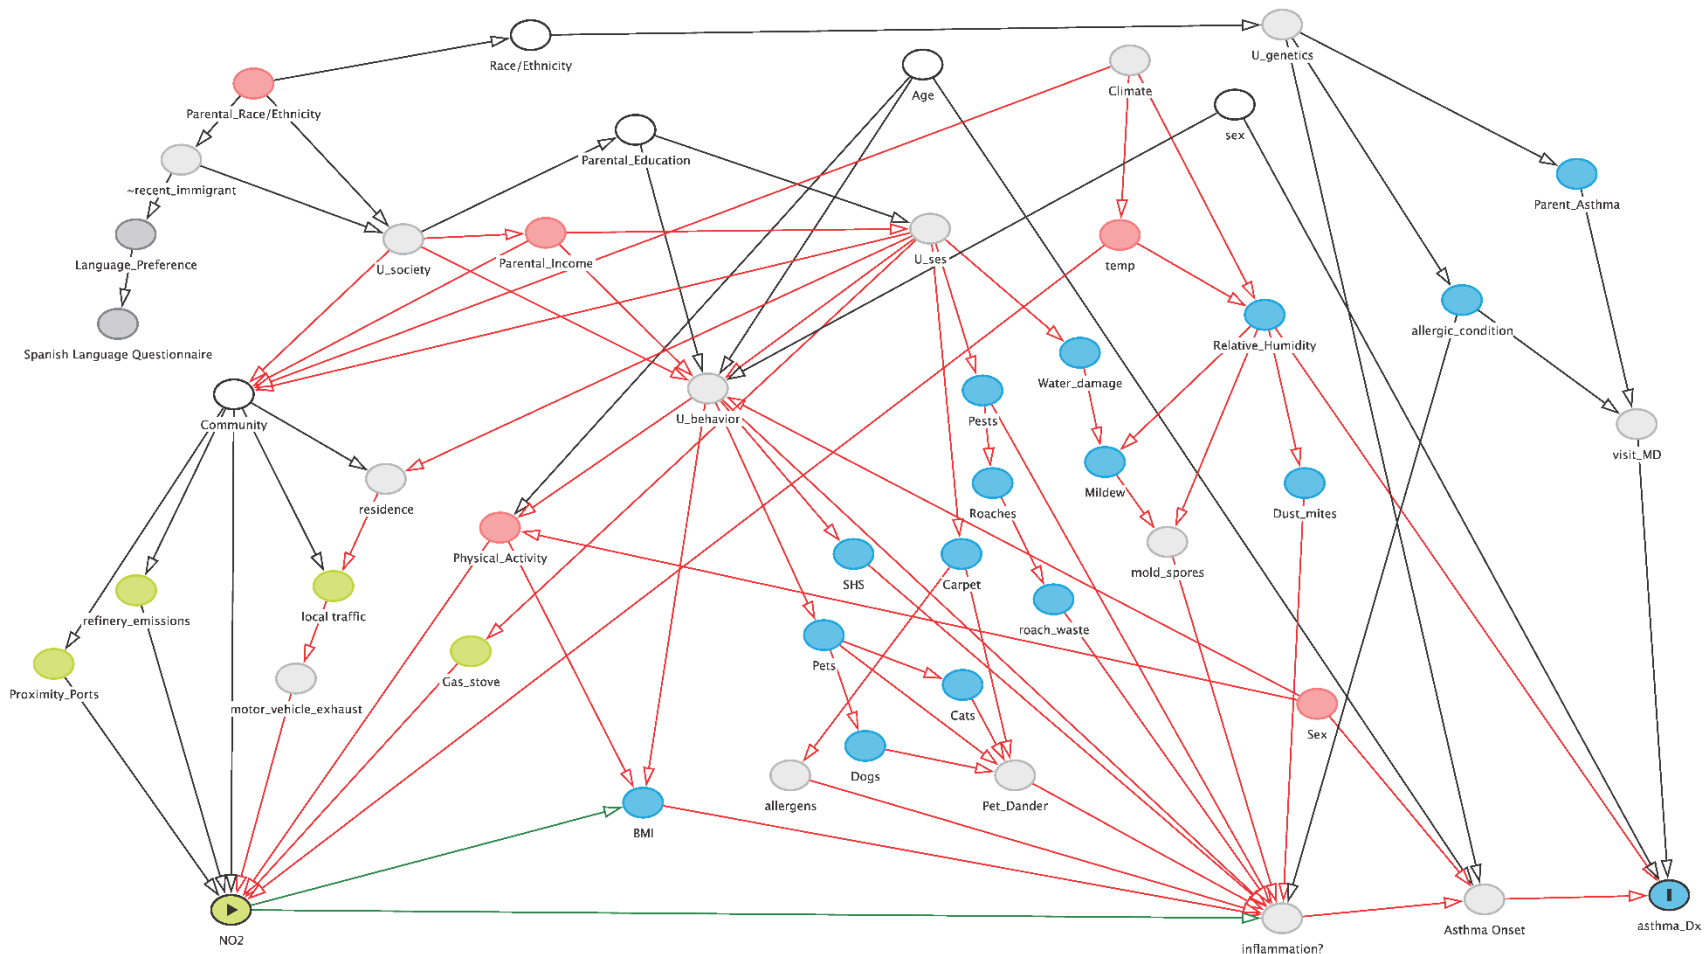 Race/Ethnicity
U_genetics
Age
Climate
Parental_Race/Ethnicity
sex
Parental_Education
~recent_immigrant
Parent_Asthma
Language_Preference
U_society
Parental_Income
U_ses
temp
allergic_condition
Relative_Humidity
Spanish Language Questionnaire
Water_damage
Community
U_behavior
Pests
visit_MD
Mildew
residence
Roaches
Dust_mites
Physical_Activity
SHS
Carpet
mold_spores
refinery_emissions
local traffic
roach_waste
Pets
Proximity_Ports
Gas_stove
motor_vehicle_exhaust
Cats
Sex
Dogs
allergens
Pet_Dander
BMI
NO2
inflammation?
Asthma Onset
asthma_Dx